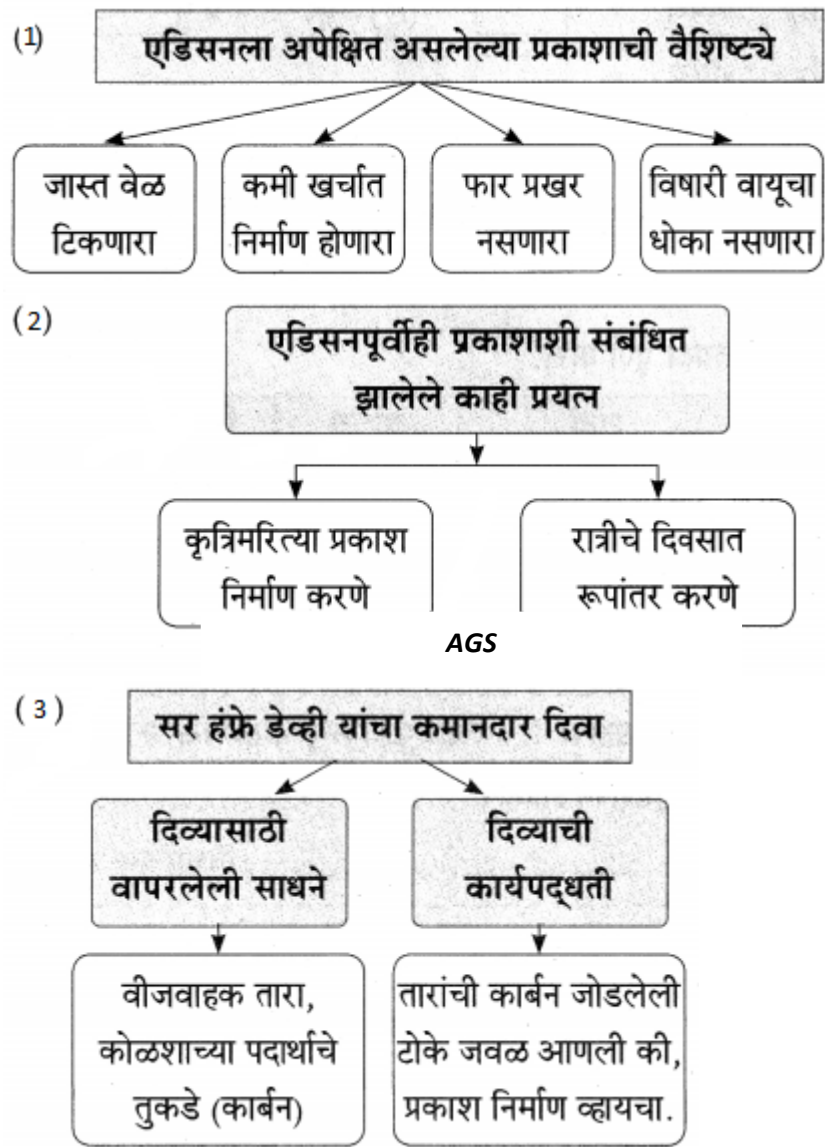 (1)
एडिसनला अपेक्षित असलेल्या प्रकाशाची वैशिष्ट्ये
जास्त वेळ
टिकणारा
कमी खर्चात
निर्माण होणारा
फार प्रखर
नसणारा
विषारी वायूचा
धोका नसणारा
(2)
एडिसनपूर्वीही प्रकाशाशी संबंधित
झालेले काही प्रयत्न
कृत्रिमरित्या प्रकाश
निर्माण करणे
रात्रीचे दिवसात
रूपांतर करणे
AGS
(3)
सर हंफ्रे डेव्ही यांचा कमानदार दिवा
दिव्यासाठी
वापरलेली साधने
दिव्याची
कार्यपद्धती
वीजवाहक तारा,
कोळशाच्या पदार्थाचे
तुकडे (कार्बन)
तारांची कार्बन जोडलेली
टोके जवळ आणली की,
प्रकाश निर्माण व्हायचा.